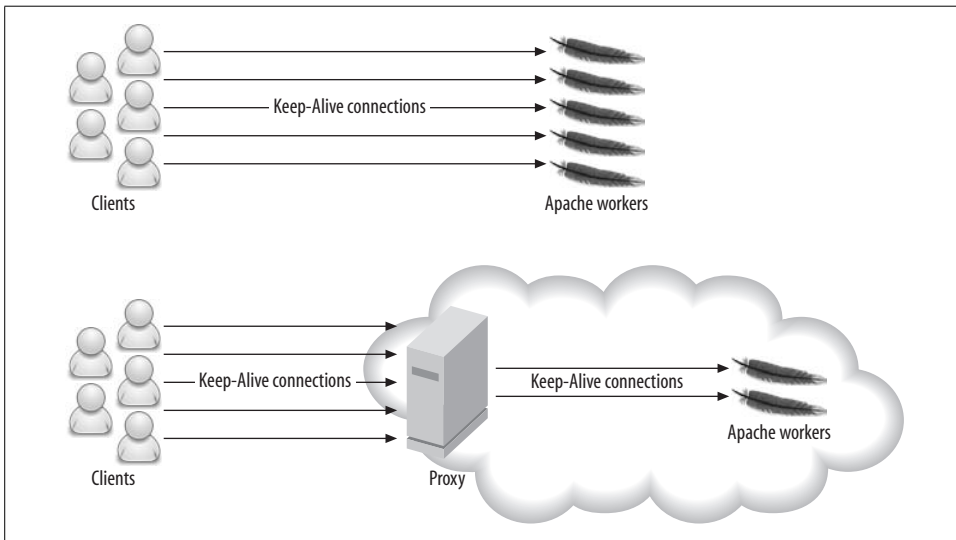 Keep-Alive connections
Clients
Apache workers
Keep-Alive connections
Keep-Alive connections
Apache workers
Clients
Proxy